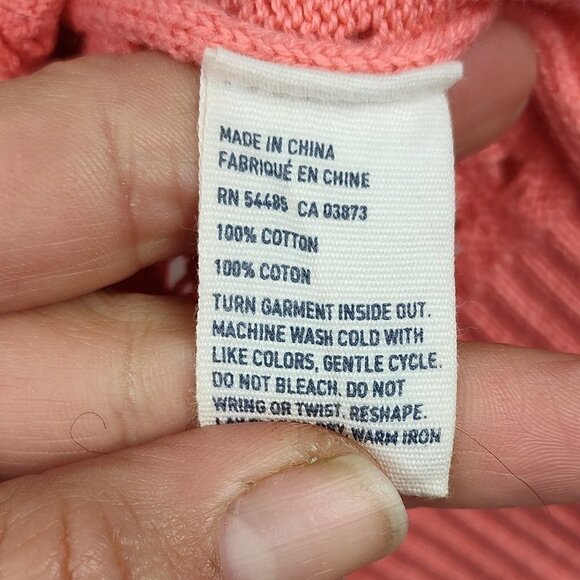 MADE IN CHINA
FABRIQUÉ EN CHINE
RN 54485 CA 03873
100% COTTON
100% COTON
TURN GARMENT INSIDE OUT.
MACHINE WASH COLD WITH
LIKE COLORS, GENTLE CYCLE.
DO NOT BLEACH. DO NOT
WRING OR TWIST. RESHAPE.
WARM IRON